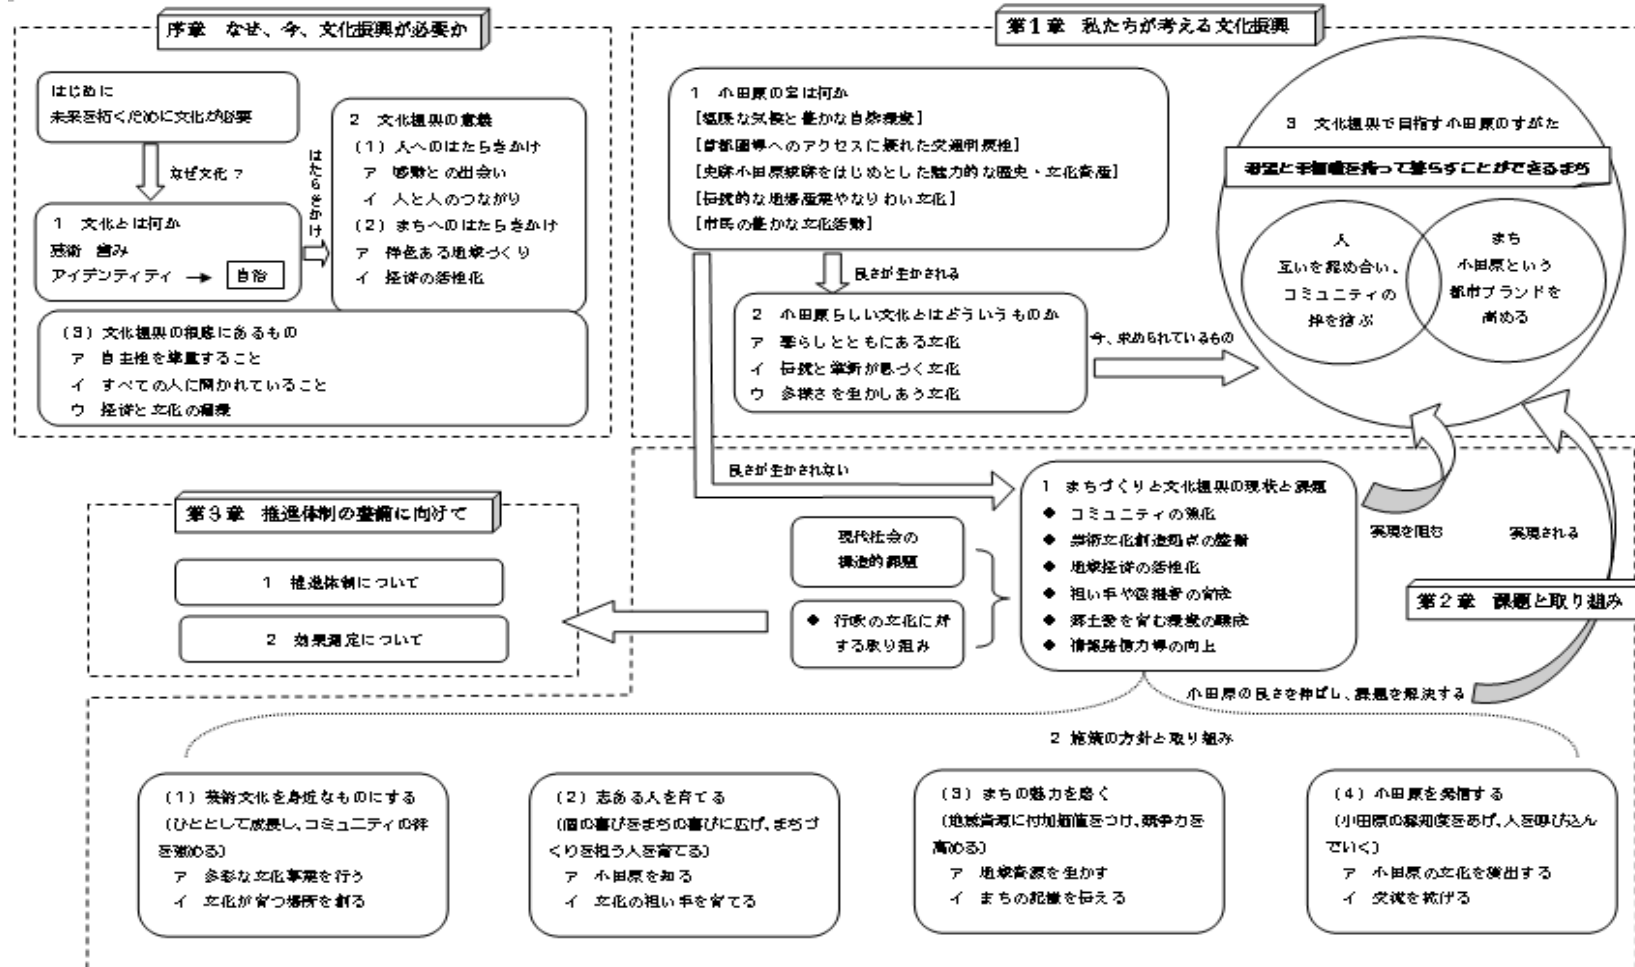 序章　なぜ、今、文化振興が必要か
はじめに
未来を拓くために文化が必要
なぜ文化？
1　文化とは何か
芸術　営み
アイデンティティ
自治
はたらきかけ
2　文化振興の意義
(1) 人へのはたらきかけ
ア　感動との出会い
イ　人と人のつながり
(2) まちへのはたらきかけ
ア　特色ある地域づくり
イ　経済の活性化
(3) 文化振興の根底にあるもの
ア　自主性を尊重すること
イ　すべての人に開かれていること
ウ　経済と文化の循環
第1章　私たちが考える文化振興
1　小田原の宝は何か
[温暖な気候と豊かな自然環境]
[首都圏等へのアクセスに優れた交通利便性]
[史跡小田原城跡をはじめとした魅力的な歴史・文化資産]
[伝統的な地場産業やなりわい文化]
[市民の豊かな文化活動]
良さが生かされる
2　小田原らしい文化とはどういうものか
ア　暮らしとともにある文化
イ　伝統と革新が息づく文化
ウ　多様さを生かしあう文化
今、求められているもの
3　文化振興で目指す小田原のすがた
希望と幸福感を持って暮らすことができるまち
人
互いを認め合い、
コミュニティの
絆を結ぶ
まち
小田原という
都市ブランドを
高める
良さが生かされない
1　まちづくりと文化振興の現状と課題
◆　コミュニティの強化
◆　芸術文化創造拠点の整備
◆　地域経済の活性化
◆　担い手や後継者の育成
◆　郷土愛を育む環境の醸成
◆　情報発信力等の向上
現代社会の
構造的課題
◆　行政の文化に対
する取り組み
実現を阻む
実現される
第2章　課題と取り組み
小田原の良さを伸ばし、課題を解決する
第3章　推進体制の整備に向けて
1　推進体制について
2　効果測定について
2 施策の方針と取り組み
(1) 芸術文化を身近なものにする
(ひととして成長し、コミュニティの絆
を強める)
ア　多彩な文化事業を行う
イ　文化が育つ場所を創る
(2) 志ある人を育てる
(個の喜びをまちの喜びに広げ、まちづ
くりを担う人を育てる)
ア　小田原を知る
イ　文化の担い手を育てる
(3) まちの魅力を磨く
(地域資源に付加価値をつけ、競争力を
高める)
ア　地域資源を生かす
イ　まちの記憶を伝える
(4) 小田原を発信する
(小田原の認知度をあげ、人を呼び込ん
でいく)
ア　小田原の文化を演出する
イ　交流を拡げる